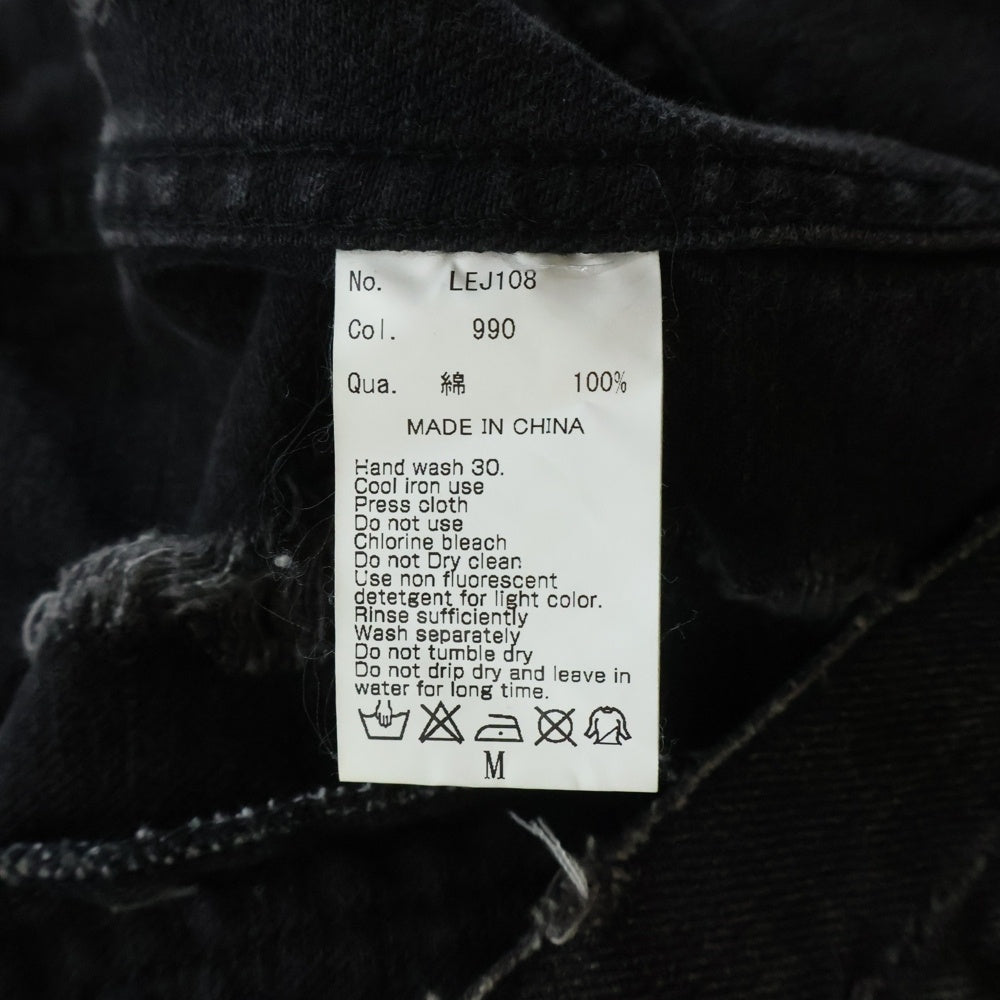 No. LEJ108
Col. 990
Qua. 綿 100%
MADE IN CHINA
Hand wash 30.
Cool iron use
Press cloth
Do not use
Chlorine bleach
Do not Dry clean
Use non fluorescent
detetgent for light color.
Rinse sufficiently
Wash separately
Do not tumble dry
Do not drip dry and leave in
water for long time.
M